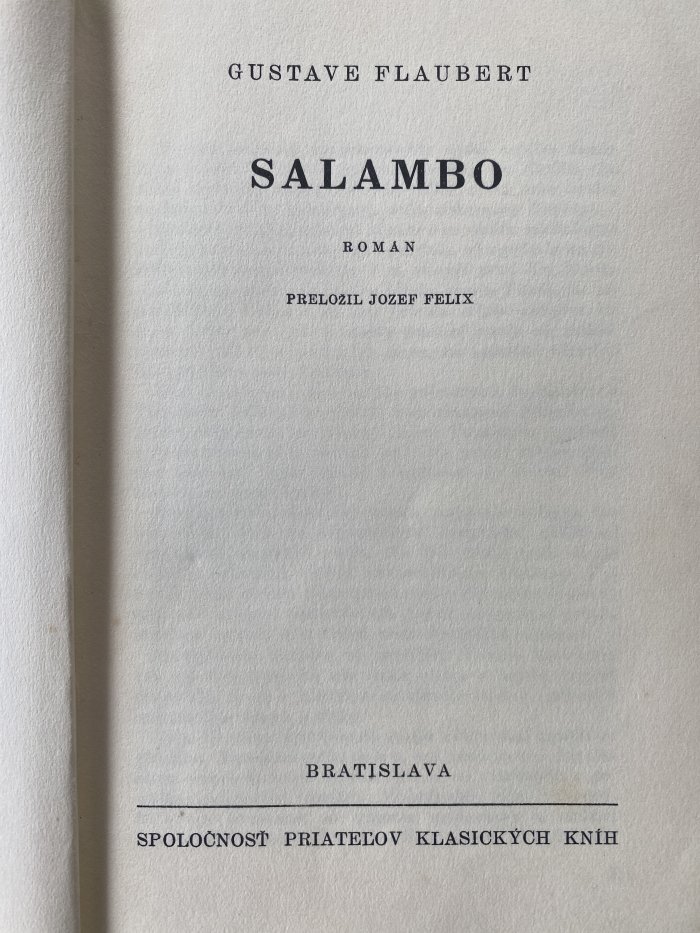 GUSTAVE FLAUBERT
SALAMBO
ROMAN
PRELOŽIL JOZEF FELIX
BRATISLAVA
SPOLOČNOSŤ PRIATEĽOV KLASICKÝCH KNÍH